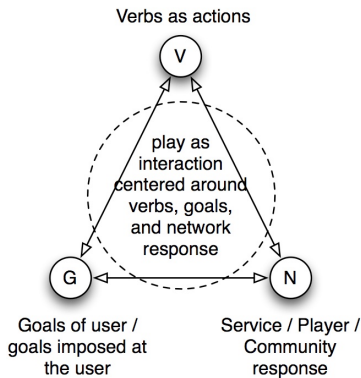 Verbs as actions
V
play as
interaction
centered around
verbs, goals,
and network
response
G
N
Goals of user /
goals imposed at
the user
Service / Player /
Community
response